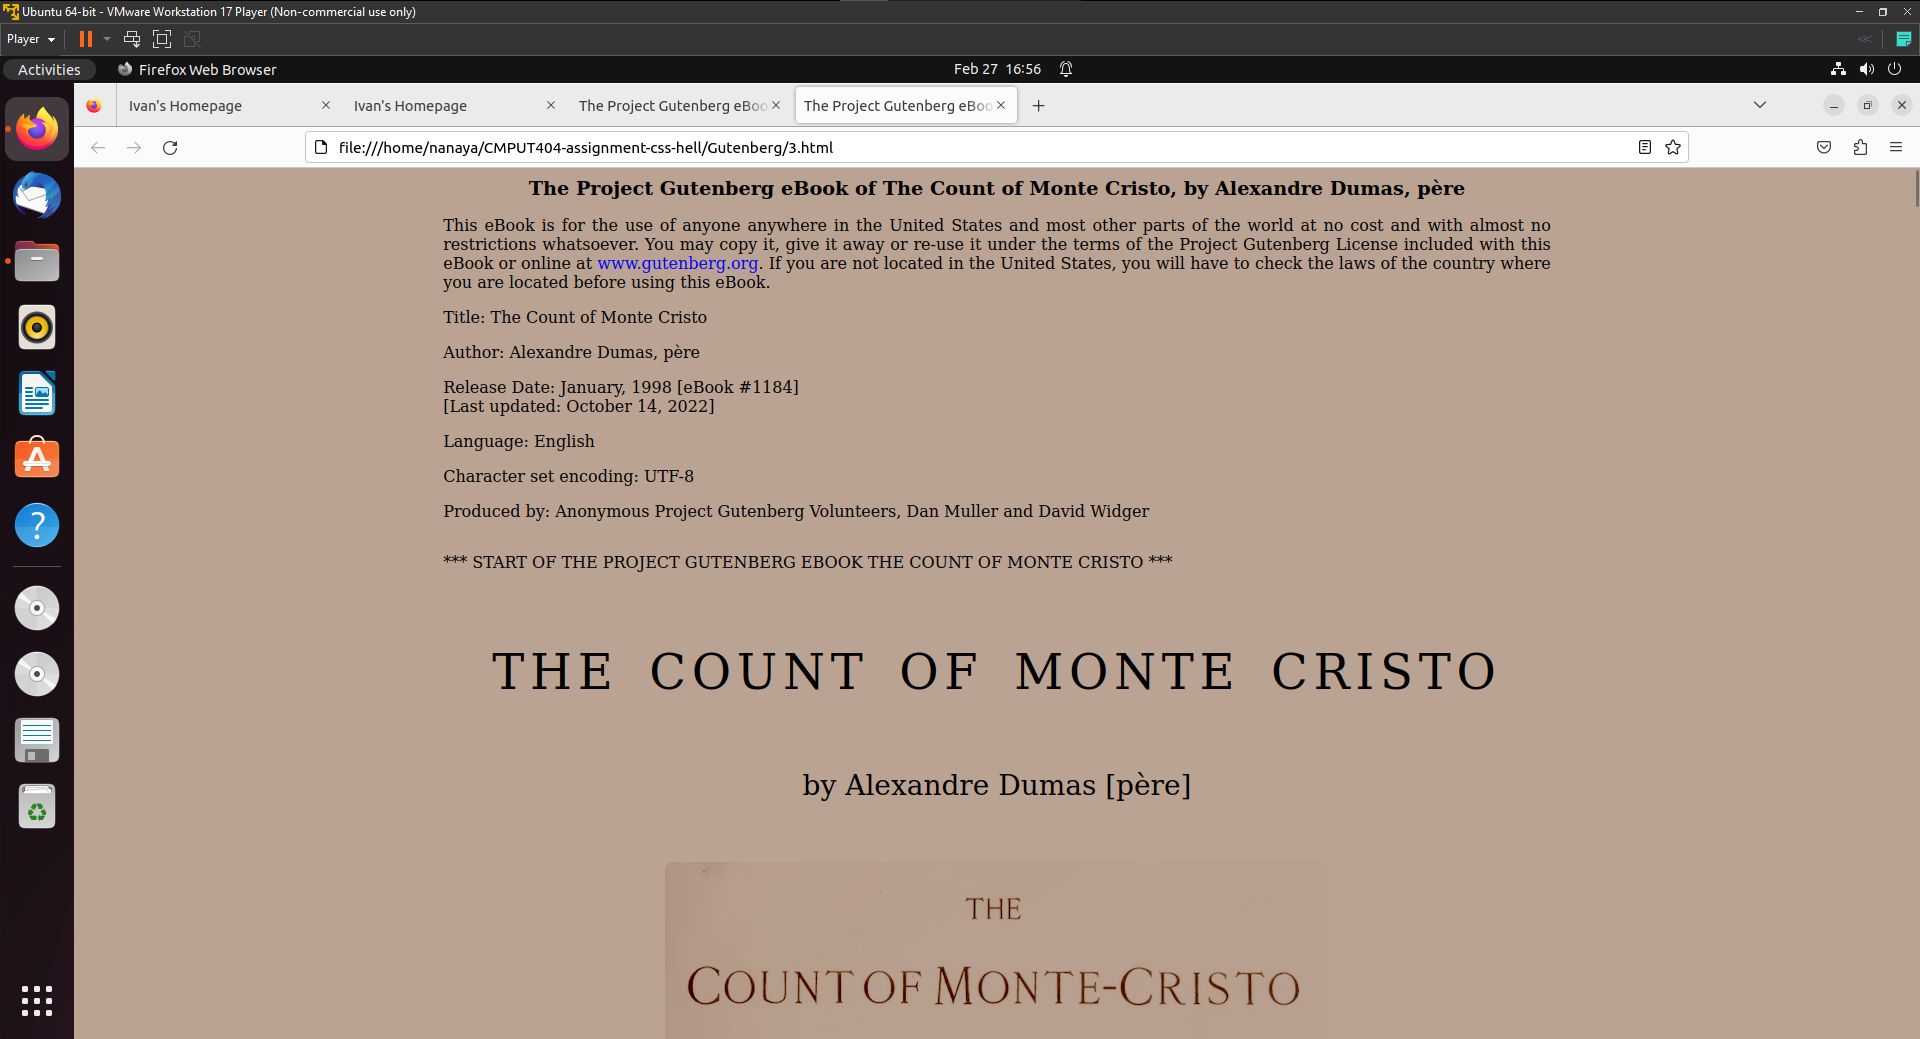 Ubuntu 64-bit - VMware Workstation 17 Player (Non-commercial use only)
Player
Activities
Firefox Web Browser
Feb 27 16:56
Ivan's Homepage
Ivan's Homepage
The Project Gutenberg eBoo
The Project Gutenberg eBoo
file:///home/nanaya/CMPUT404-assignment-css-hell/Gutenberg/3.html
The Project Gutenberg eBook of The Count of Monte Cristo, by Alexandre Dumas, père
This eBook is for the use of anyone anywhere in the United States and most other parts of the world at no cost and with almost no
restrictions whatsoever. You may copy it, give it away or re-use it under the terms of the Project Gutenberg License included with this
eBook or online at www.gutenberg.org. If you are not located in the United States, you will have to check the laws of the country where
you are located before using this eBook.
Title: The Count of Monte Cristo
Author: Alexandre Dumas, père
Release Date: January, 1998 [eBook #1184]
[Last updated: October 14, 2022]
Language: English
Character set encoding: UTF-8
Produced by: Anonymous Project Gutenberg Volunteers, Dan Muller and David Widger
*** START OF THE PROJECT GUTENBERG EBOOK THE COUNT OF MONTE CRISTO ***
THE COUNT OF MONTE CRISTO
by Alexandre Dumas [père]
THE
COUNT OF MONTE-CRISTO